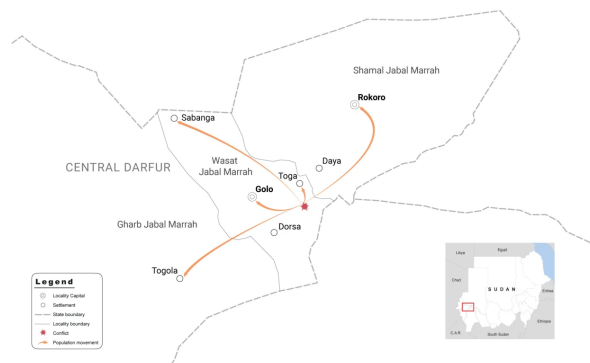 Shamal Jabal Marrah
Rokoro
Sabanga
CENTRAL DARFUR
Wasat
Jabal Marrah
Daya
Toga
Golo
Gharb Jabal Marrah
Dorsa
Togola
Legend
Locality Capital
Settlement
State boundary
Locality boundary
Conflict
Population movement
Libya
Egypt
Chad
SUDAN
Eritrea
Ethiopia
C.A.R
South Sudan